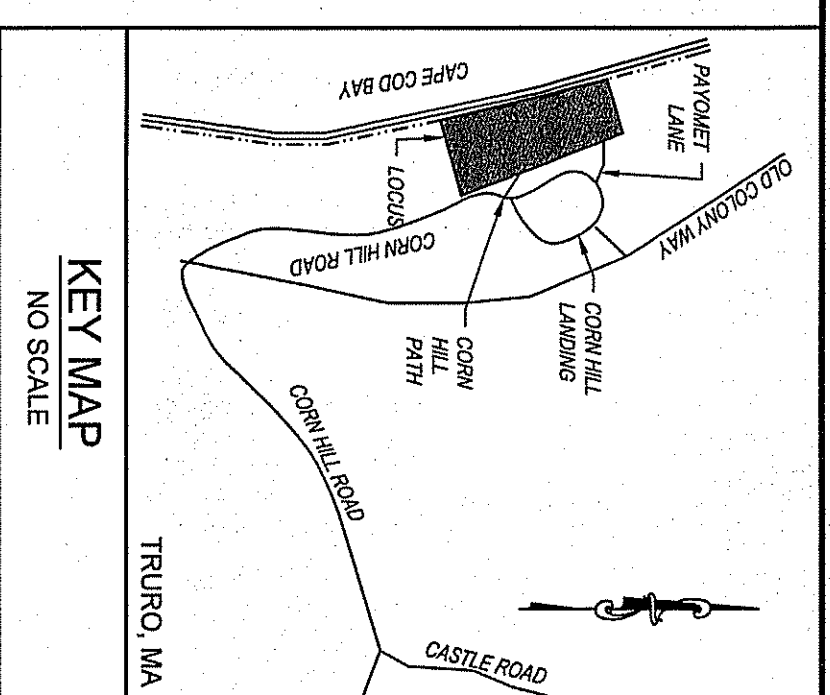 CAPE COD BAY
PAYOMET
LANE
OLD COLONY WAY
LOCUS
CORN HILL ROAD
CORN HILL
LANDING
CORN
HILL
PATH
CORN HILL ROAD
CASTLE ROAD
TRURO, MA
KEY MAP
NO SCALE